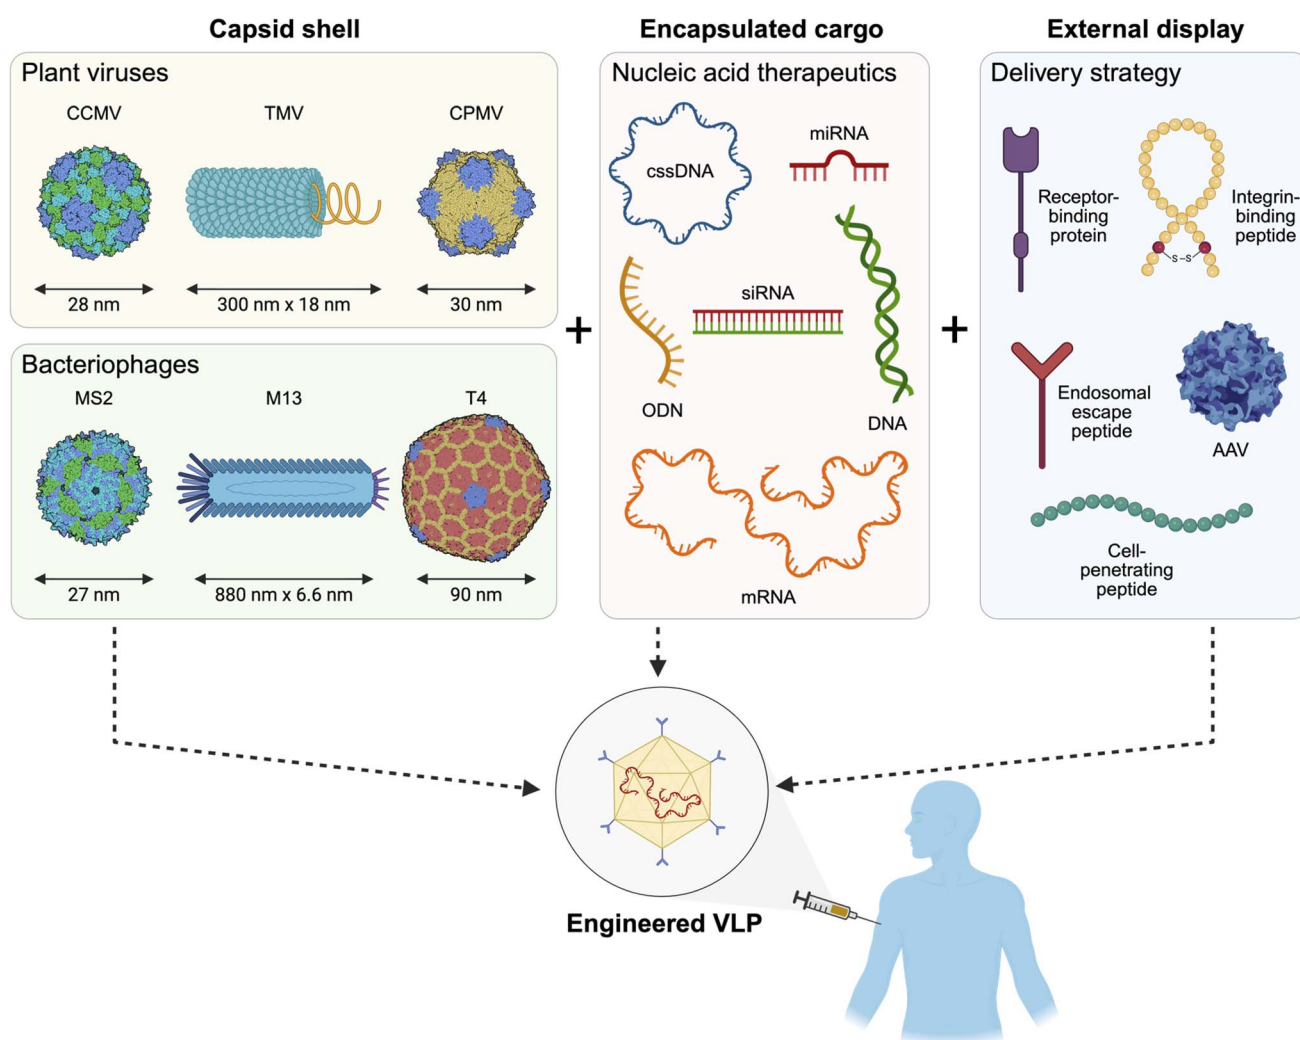 Capsid shell
Encapsulated cargo
External display
Plant viruses
CCMV
TMV
CPMV
28 nm
300 nm x 18 nm
30 nm
Bacteriophages
MS2
M13
T4
27 nm
880 nm x 6.6 nm
90 nm
+
Nucleic acid therapeutics
cssDNA
miRNA
siRNA
ODN
DNA
mRNA
+
Delivery strategy
Receptor-
binding
protein
Integrin-
binding
peptide
S-S
Endosomal
escape
peptide
AAV
Cell-
penetrating
peptide
Engineered VLP